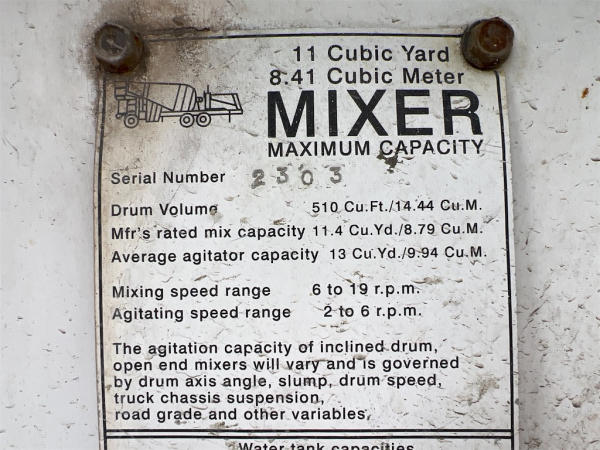 11 Cubic Yard
8.41 Cubic Meter
MIXER
MAXIMUM CAPACITY
Serial Number 2303
Drum Volume 510 Cu.Ft./14.44 Cu.M.
Mfr's rated mix capacity 11.4 Cu.Yd./8.79 Cu.M.
Average agitator capacity 13 Cu.Yd./9.94 Cu.M.
Mixing speed range 6 to 19 r.p.m.
Agitating speed range 2 to 6 r.p.m.
The agitation capacity of inclined drum,
open end mixers will vary and is governed
by drum axis angle, slump, drum speed,
truck chassis suspension,
road grade and other variables,
Water tank capacities